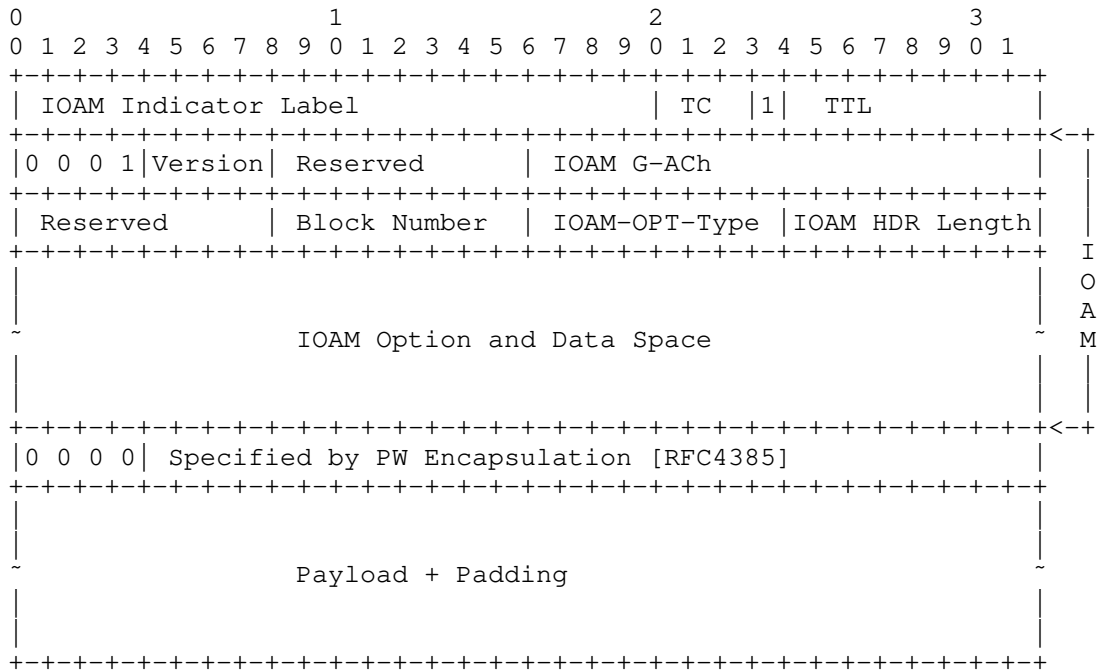 0                   1                   2                   3
0 1 2 3 4 5 6 7 8 9 0 1 2 3 4 5 6 7 8 9 0 1 2 3 4 5 6 7 8 9 0 1
+-+-+-+-+-+-+-+-+-+-+-+-+-+-+-+-+-+-+-+-+-+-+-+-+-+-+-+-+-+-+-+-+
| IOAM Indicator Label                  | TC  |1|  TTL          |
+-+-+-+-+-+-+-+-+-+-+-+-+-+-+-+-+-+-+-+-+-+-+-+-+-+-+-+-+-+-+-+-+<-+
|0 0 0 1|Version| Reserved      | IOAM G-ACh                    |  |
+-+-+-+-+-+-+-+-+-+-+-+-+-+-+-+-+-+-+-+-+-+-+-+-+-+-+-+-+-+-+-+-+  |
| Reserved      | Block Number  | IOAM-OPT-Type |IOAM HDR Length|  |
+-+-+-+-+-+-+-+-+-+-+-+-+-+-+-+-+-+-+-+-+-+-+-+-+-+-+-+-+-+-+-+-+  I
|                                                               |  O
|                                                               |  A
~                 IOAM Option and Data Space                    ~  M
|                                                               |  |
|                                                               |  |
+-+-+-+-+-+-+-+-+-+-+-+-+-+-+-+-+-+-+-+-+-+-+-+-+-+-+-+-+-+-+-+-+<-+
|0 0 0 0| Specified by PW Encapsulation [RFC4385]               |
+-+-+-+-+-+-+-+-+-+-+-+-+-+-+-+-+-+-+-+-+-+-+-+-+-+-+-+-+-+-+-+-+
|                                                               |
|                                                               |
~                 Payload + Padding                             ~
|                                                               |
|                                                               |
+-+-+-+-+-+-+-+-+-+-+-+-+-+-+-+-+-+-+-+-+-+-+-+-+-+-+-+-+-+-+-+-+